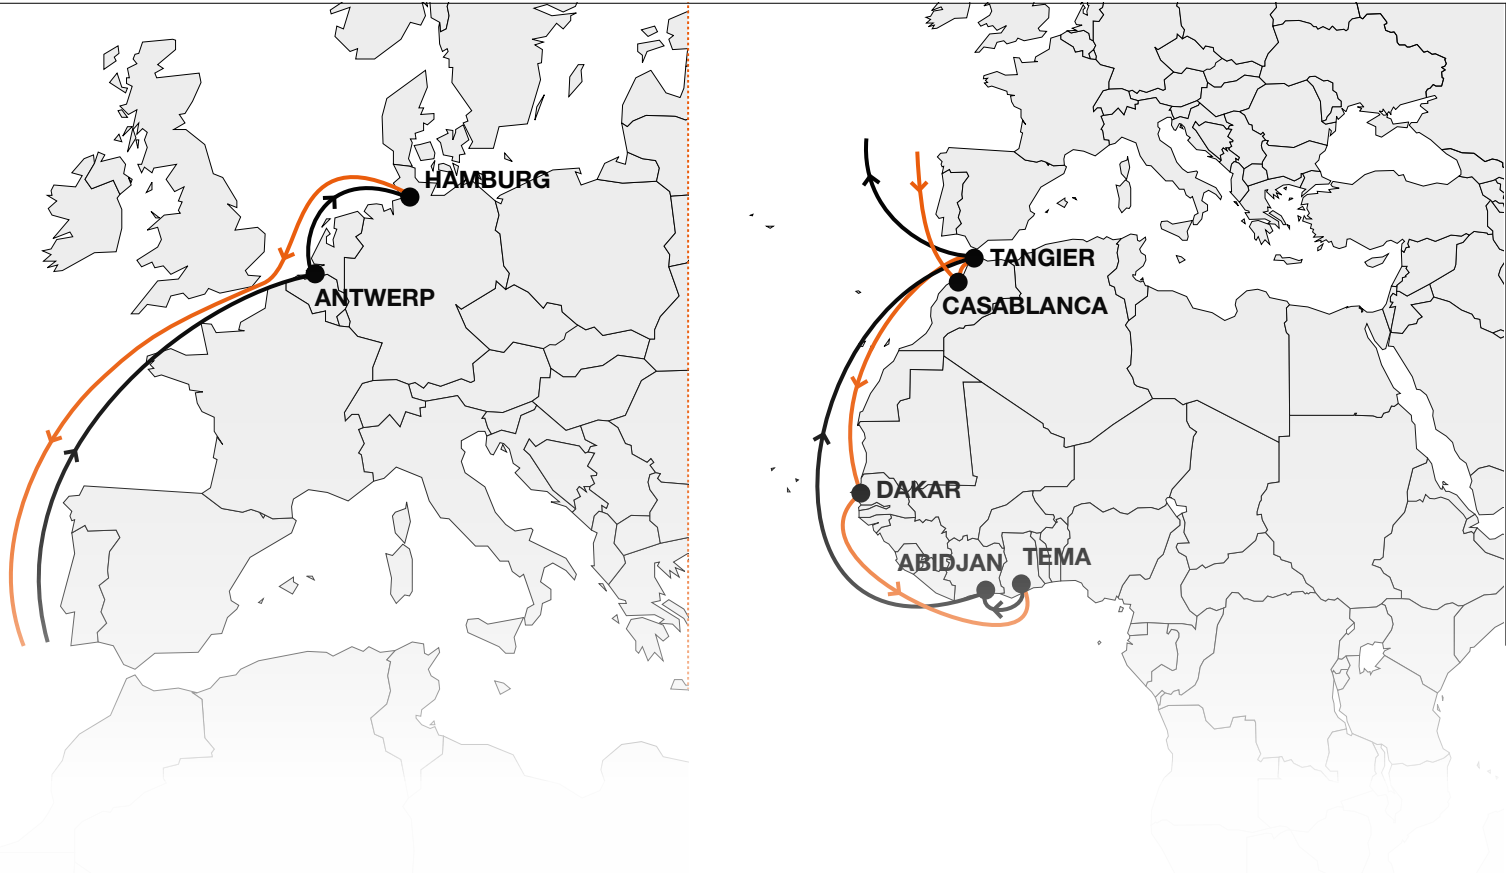 HAMBURG
ANTWERP
TANGIER
CASABLANCA
DAKAR
ABIDJAN
TEMA